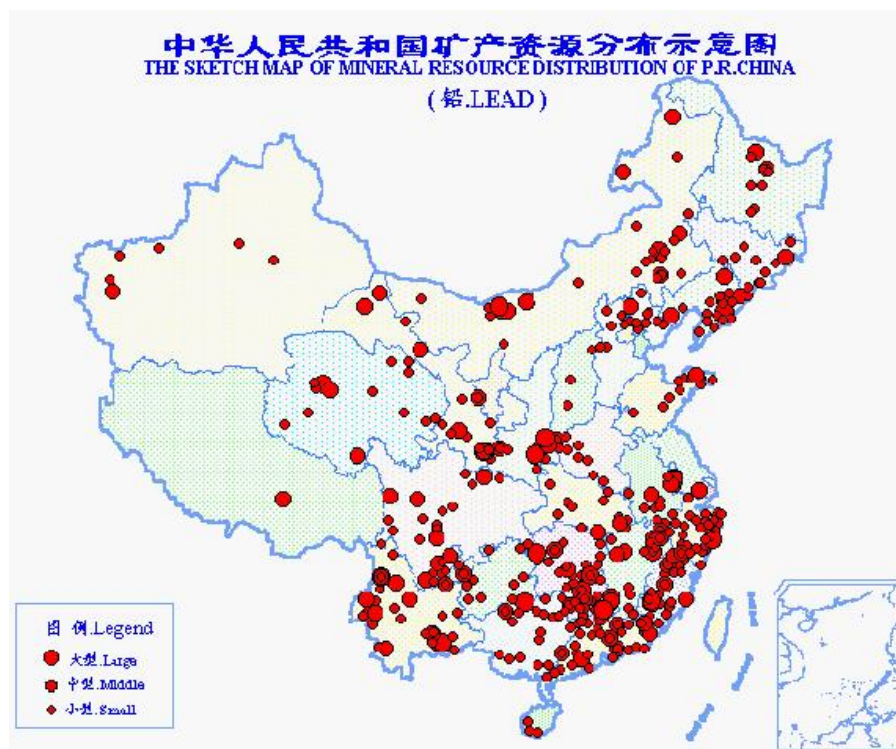 中华人民共和国矿产资源分布示意图
THE SKETCH MAP OF MINERAL RESOURCE DISTRIBUTION OF P.R.CHINA
(铅.LEAD)
图 例.Legend
大型.Large
中型.Middle
小型.Small